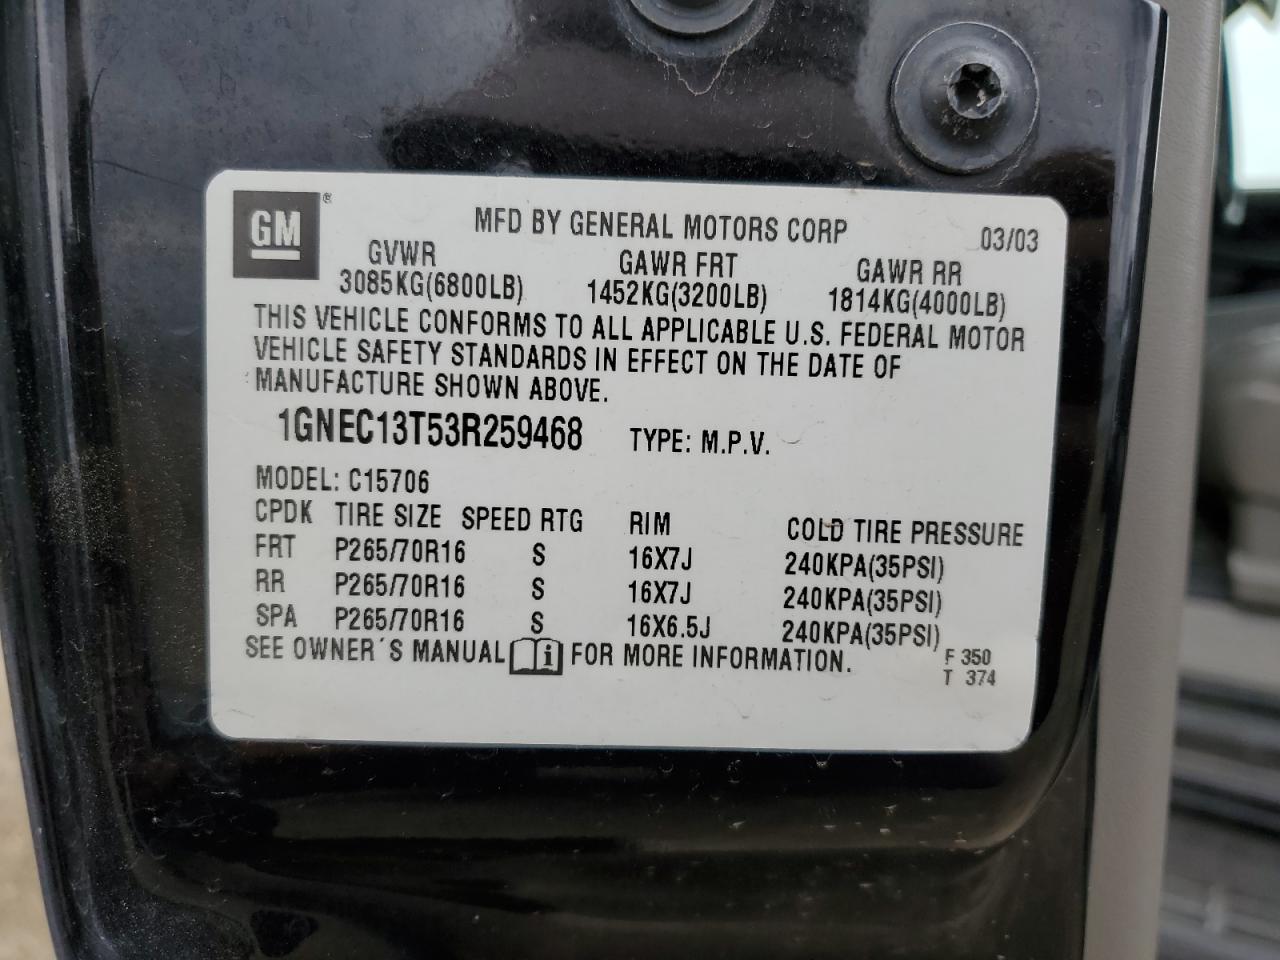 GM ®
MFD BY GENERAL MOTORS CORP 03/03
GVWR GAWR FRT GAWR RR
3085KG(6800LB) 1452KG(3200LB) 1814KG(4000LB)
THIS VEHICLE CONFORMS TO ALL APPLICABLE U.S. FEDERAL MOTOR
VEHICLE SAFETY STANDARDS IN EFFECT ON THE DATE OF
MANUFACTURE SHOWN ABOVE.
1GNEC13T53R259468 TYPE: M.P.V.
MODEL: C15706
CPDK TIRE SIZE SPEED RTG RIM COLD TIRE PRESSURE
FRT P265/70R16 S 16X7J 240KPA(35PSI)
RR P265/70R16 S 16X7J 240KPA(35PSI)
SPA P265/70R16 S 16X6.5J 240KPA(35PSI)
SEE OWNER´S MANUAL i FOR MORE INFORMATION.
F 350
T 374